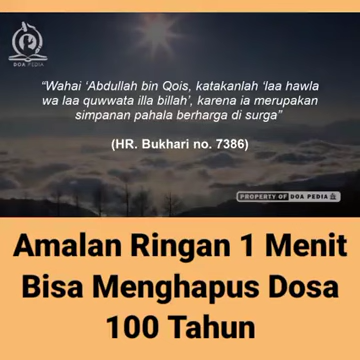 DOA PEDIA
“Wahai ‘Abdullah bin Qois, katakanlah ‘laa hawla
wa laa quwwata illa billah’, karena ia merupakan
simpanan pahala berharga di surga”
(HR. Bukhari no. 7386)
PROPERTY OF DOA PEDIA
Amalan Ringan 1 Menit
Bisa Menghapus Dosa
100 Tahun